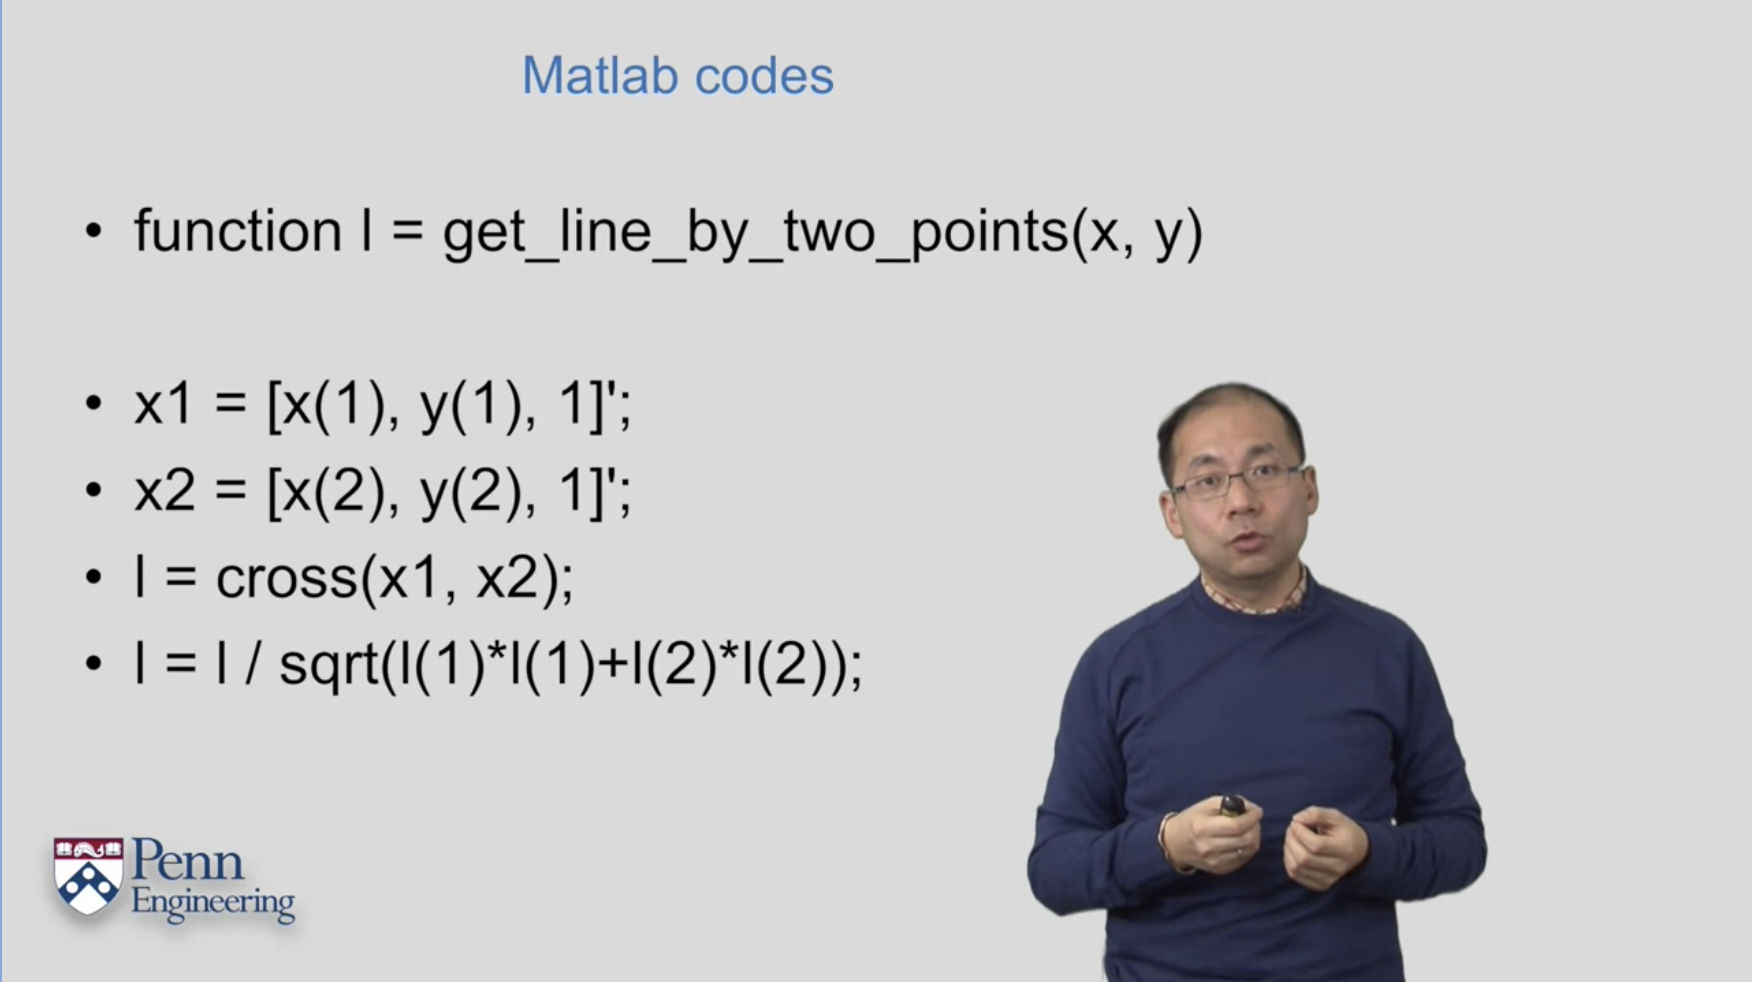 Matlab codes
• function l = get_line_by_two_points(x, y)
• x1 = [x(1), y(1), 1]';
• x2 = [x(2), y(2), 1]';
• l = cross(x1, x2);
• l = l / sqrt(l(1)*l(1)+l(2)*l(2));
Penn
Engineering